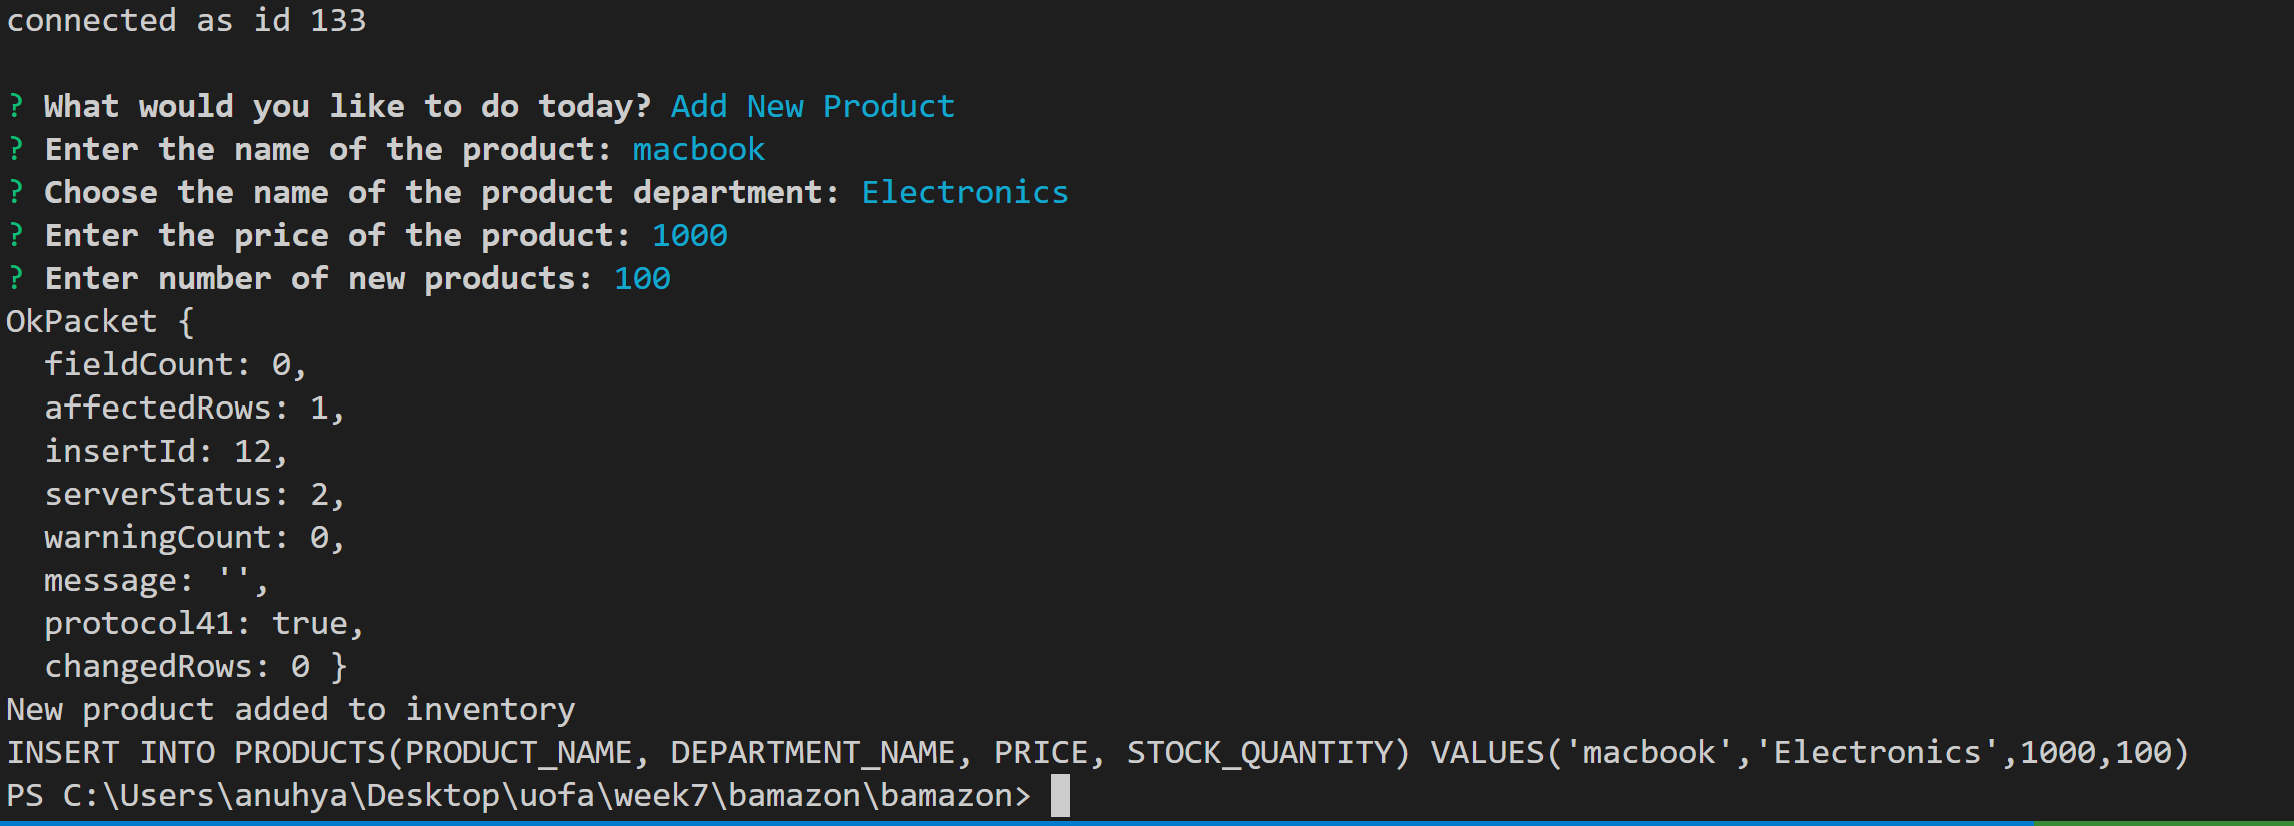 connected as id 133
? What would you like to do today? Add New Product
? Enter the name of the product: macbook
? Choose the name of the product department: Electronics
? Enter the price of the product: 1000
? Enter number of new products: 100
OkPacket {
  fieldCount: 0,
  affectedRows: 1,
  insertId: 12,
  serverStatus: 2,
  warningCount: 0,
  message: '',
  protocol41: true,
  changedRows: 0 }
New product added to inventory
INSERT INTO PRODUCTS(PRODUCT_NAME, DEPARTMENT_NAME, PRICE, STOCK_QUANTITY) VALUES('macbook','Electronics',1000,100)
PS C:\Users\anuhya\Desktop\uofa\week7\bamazon\bamazon>